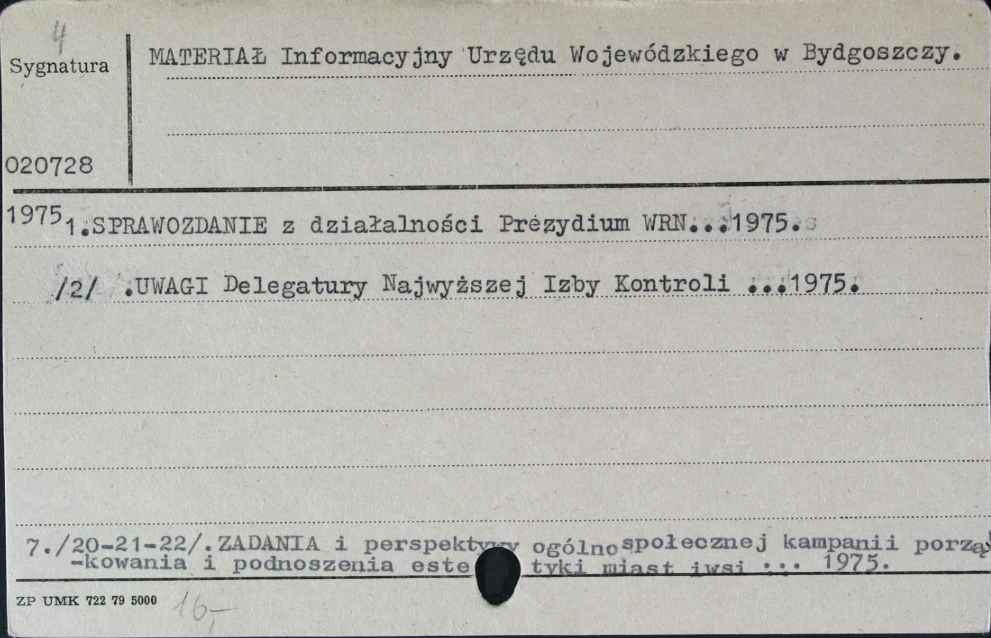 4
Sygnatura
MATERIAŁ Informacyjny Urzędu Wojewódzkiego w Bydgoszczy.
020728
1975 1.SPRAWOZDANIE z działalności Prezydium WRN...1975.
/2/ .UWAGI Delegatury Najwyższej Izby Kontroli ...1975.
7./20-21-22/.ZADANIA i perspektywy ogólnospołecznej kampanii porzą
-kowania i podnoszenia este tyki miast iwsi ... 1975.
ZP UMK 722 79 5000 16,-